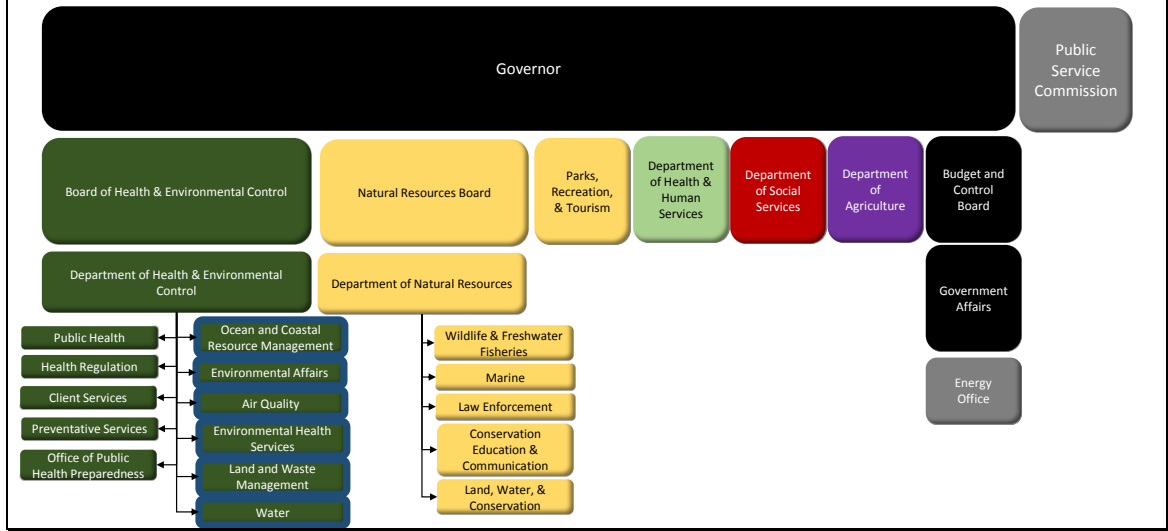 Governor
Public
Service
Commission
Board of Health & Environmental Control
Natural Resources Board
Parks,
Recreation,
& Tourism
Department
of Health &
Human
Services
Department
of Social
Services
Department
of
Agriculture
Budget and
Control
Board
Department of Health & Environmental
Control
Department of Natural Resources
Government
Affairs
Energy
Office
Public Health
Health Regulation
Client Services
Preventative Services
Office of Public
Health Preparedness
Ocean and Coastal
Resource Management
Environmental Affairs
Air Quality
Environmental Health
Services
Land and Waste
Management
Water
Wildlife & Freshwater
Fisheries
Marine
Law Enforcement
Conservation
Education &
Communication
Land, Water, &
Conservation